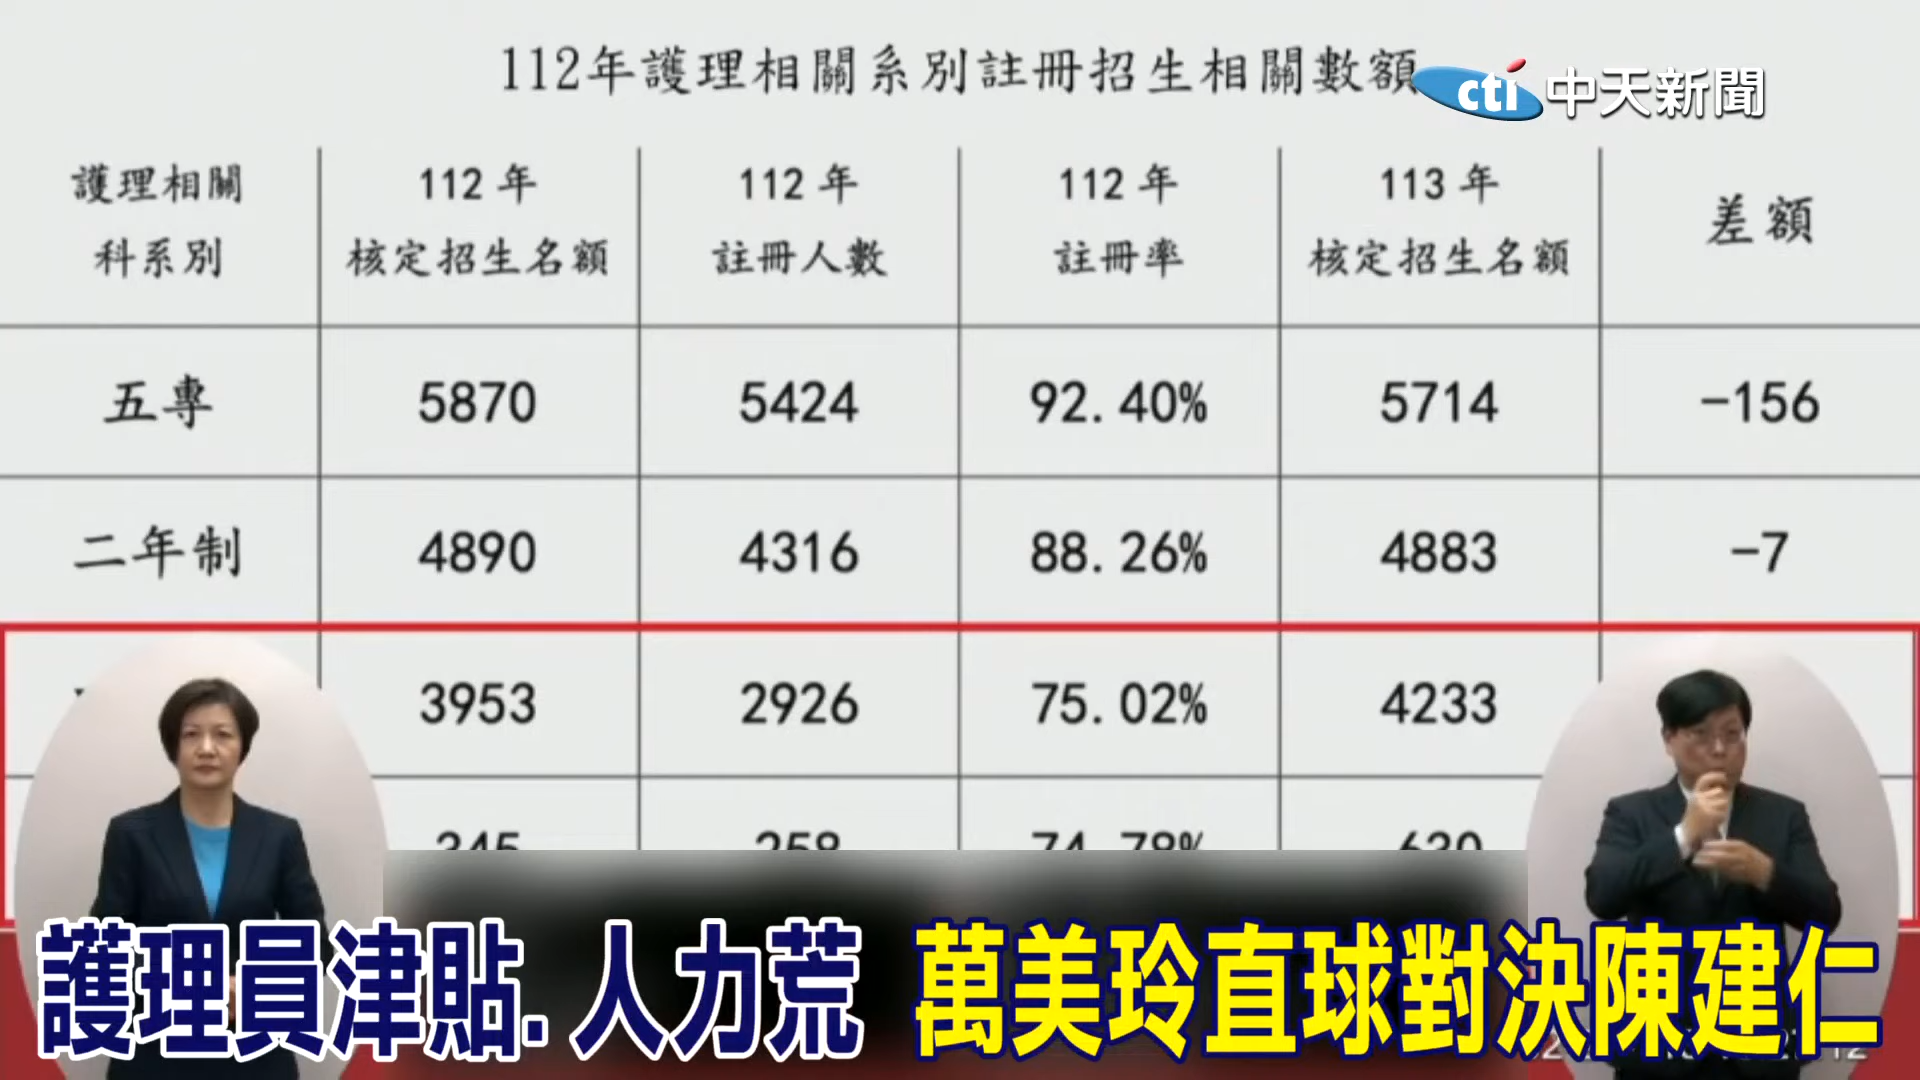 112年護理相關系別註冊招生相關數額
cti 中天新聞
護理相關科系別 112年核定招生名額 112年註冊人數 112年註冊率 113年核定招生名額 差額
五專 5870 5424 92.40% 5714 -156
二年制 4890 4316 88.26% 4883 -7
3953 2926 75.02% 4233
345 258 74.78% 630
護理員津貼.人力荒 萬美玲直球對決陳建仁